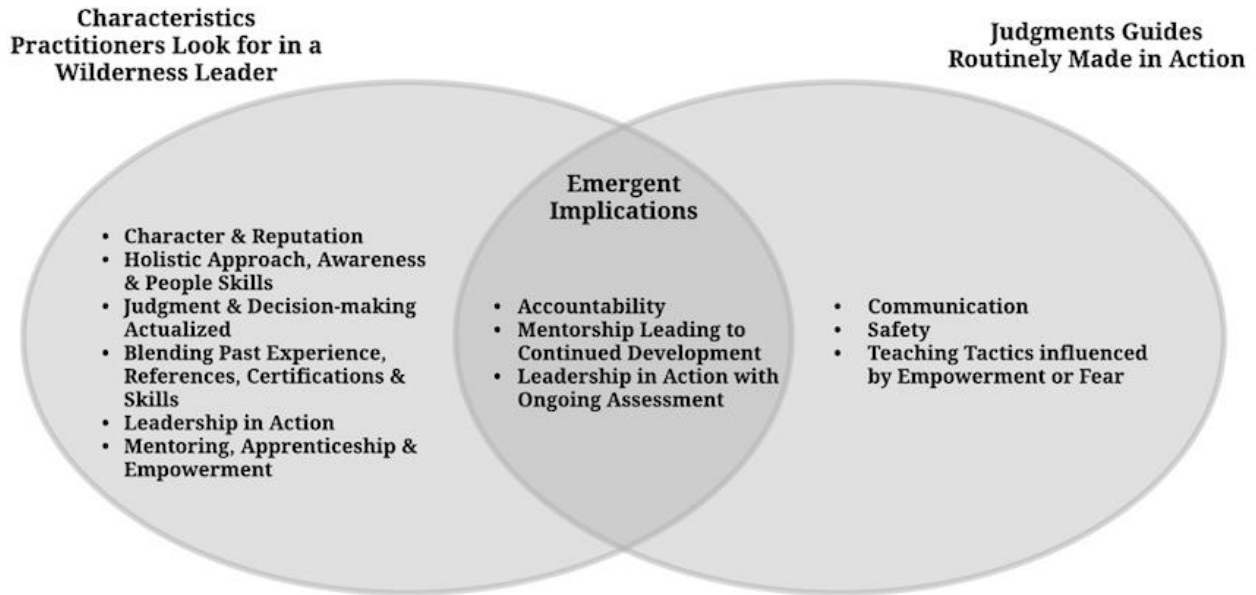 Characteristics
Practitioners Look for in a
Wilderness Leader
Judgments Guides
Routinely Made in Action
Emergent
Implications
• Character & Reputation
• Holistic Approach, Awareness
& People Skills
• Judgment & Decision-making
Actualized
• Blending Past Experience,
References, Certifications &
Skills
• Leadership in Action
• Mentoring, Apprenticeship &
Empowerment
• Accountability
• Mentorship Leading to
Continued Development
• Leadership in Action with
Ongoing Assessment
• Communication
• Safety
• Teaching Tactics influenced
by Empowerment or Fear